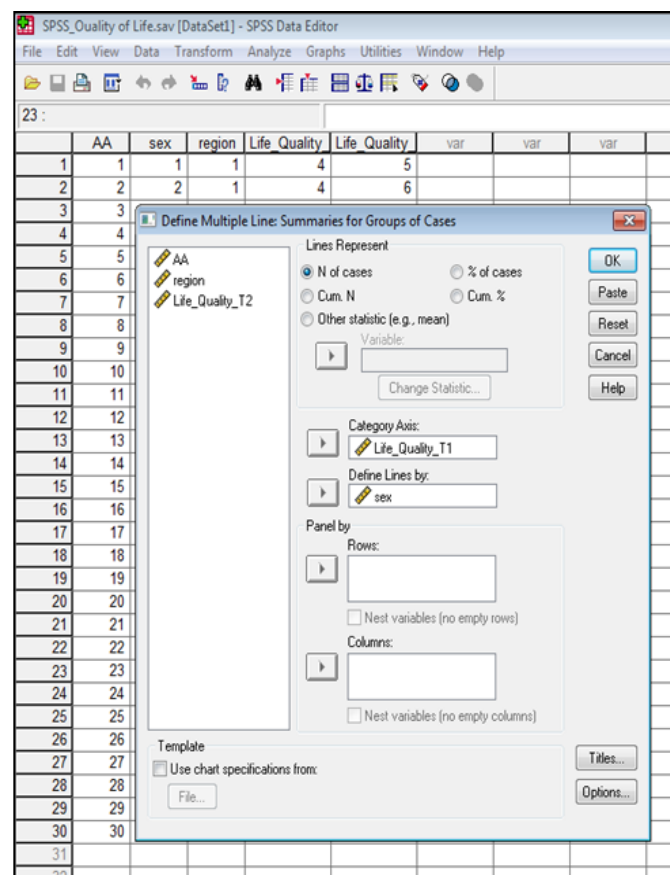 SPSS_Ouality of Life.sav [DataSet1] - SPSS Data Editor
File Edit View Data Transform Analyze Graphs Utilities Window Help
23 :
AA sex region Life_Quality_ Life_Quality_ var var var
1 1 1 1 4 5
2 2 2 1 4 6
3 3
4 4
5 5
6 6
7 7
8 8
9 9
10 10
11 11
12 12
13 13
14 14
15 15
16 16
17 17
18 18
19 19
20 20
21 21
22 22
23 23
24 24
25 25
26 26
27 27
28 28
29 29
30 30
31
Define Multiple Line: Summaries for Groups of Cases
AA
region
Life_Quality_T2
Lines Represent
N of cases
% of cases
Cum. N
Cum. %
Other statistic (e.g., mean)
Variable:
Change Statistic...
Category Axis:
Life_Quality_T1
Define Lines by:
sex
Panel by
Rows:
Nest variables (no empty rows)
Columns:
Nest variables (no empty columns)
Template
Use chart specifications from:
File...
OK
Paste
Reset
Cancel
Help
Titles...
Options...